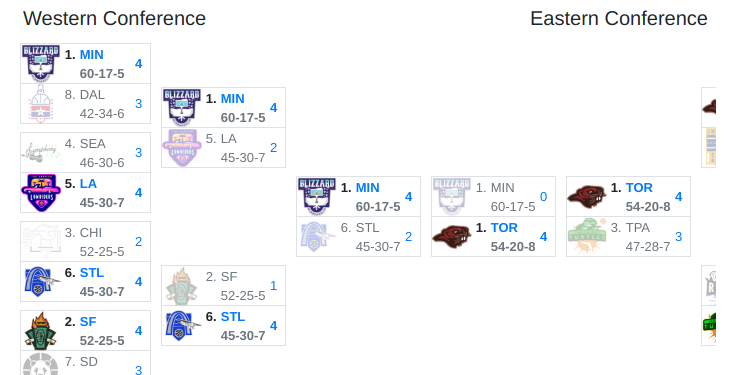 Western Conference
Eastern Conference
1. MIN 4
60-17-5
8. DAL 3
42-34-6
4. SEA 3
46-30-6
5. LA 4
45-30-7
3. CHI 2
52-25-5
6. STL 4
45-30-7
2. SF 4
52-25-5
7. SD 3
1. MIN 4
60-17-5
5. LA 2
45-30-7
2. SF 1
52-25-5
6. STL 4
45-30-7
1. MIN 4
60-17-5
6. STL 2
45-30-7
1. MIN 0
60-17-5
1. TOR 4
54-20-8
1. TOR 4
54-20-8
3. TPA 3
47-28-7
BLIZZARD
BLIZZARD
BLIZZARD
BLIZZARD
Symphony
LOWRIDERS
LOWRIDERS
TURTLES